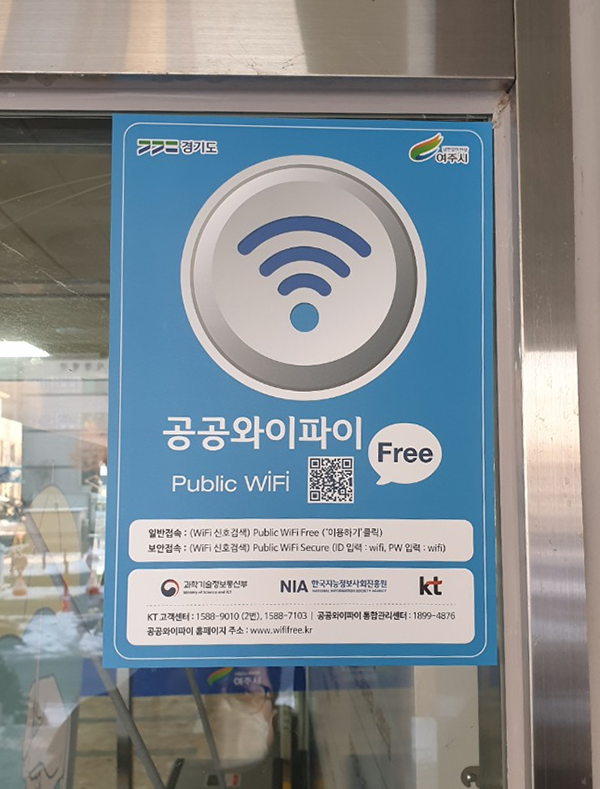 경기도
여주시
공공와이파이
Public WiFi
Free
일반접속 : (WiFi 신호검색) Public WiFi Free ('이용하기'클릭)
보안접속 : (WiFi 신호검색) Public WiFi Secure (ID 입력 : wifi, PW 입력 : wifi)
과학기술정보통신부
Ministry of Science and ICT
NIA 한국지능정보사회진흥원
NATIONAL INFORMATION SOCIETY AGENCY
kt
KT 고객센터 : 1588-9010 (2번), 1588-7103 | 공공와이파이 통합관리센터 : 1899-4876
공공와이파이 홈페이지 주소 : www.wififree.kr
여주시